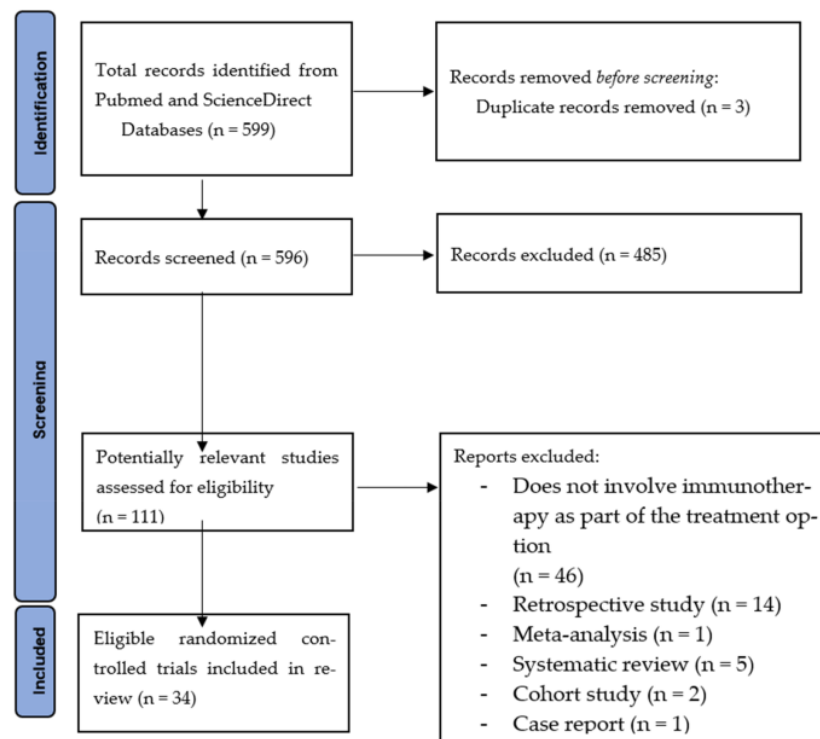 Identification
Total records identified from
Pubmed and ScienceDirect
Databases (n = 599)
Records removed before screening:
Duplicate records removed (n = 3)
Screening
Records screened (n = 596)
Records excluded (n = 485)
Potentially relevant studies
assessed for eligibility
(n = 111)
Reports excluded:
- Does not involve immunother-
apy as part of the treatment op-
tion
(n = 46)
- Retrospective study (n = 14)
- Meta-analysis (n = 1)
- Systematic review (n = 5)
- Cohort study (n = 2)
- Case report (n = 1)
Included
Eligible randomized con-
trolled trials included in re-
view (n = 34)